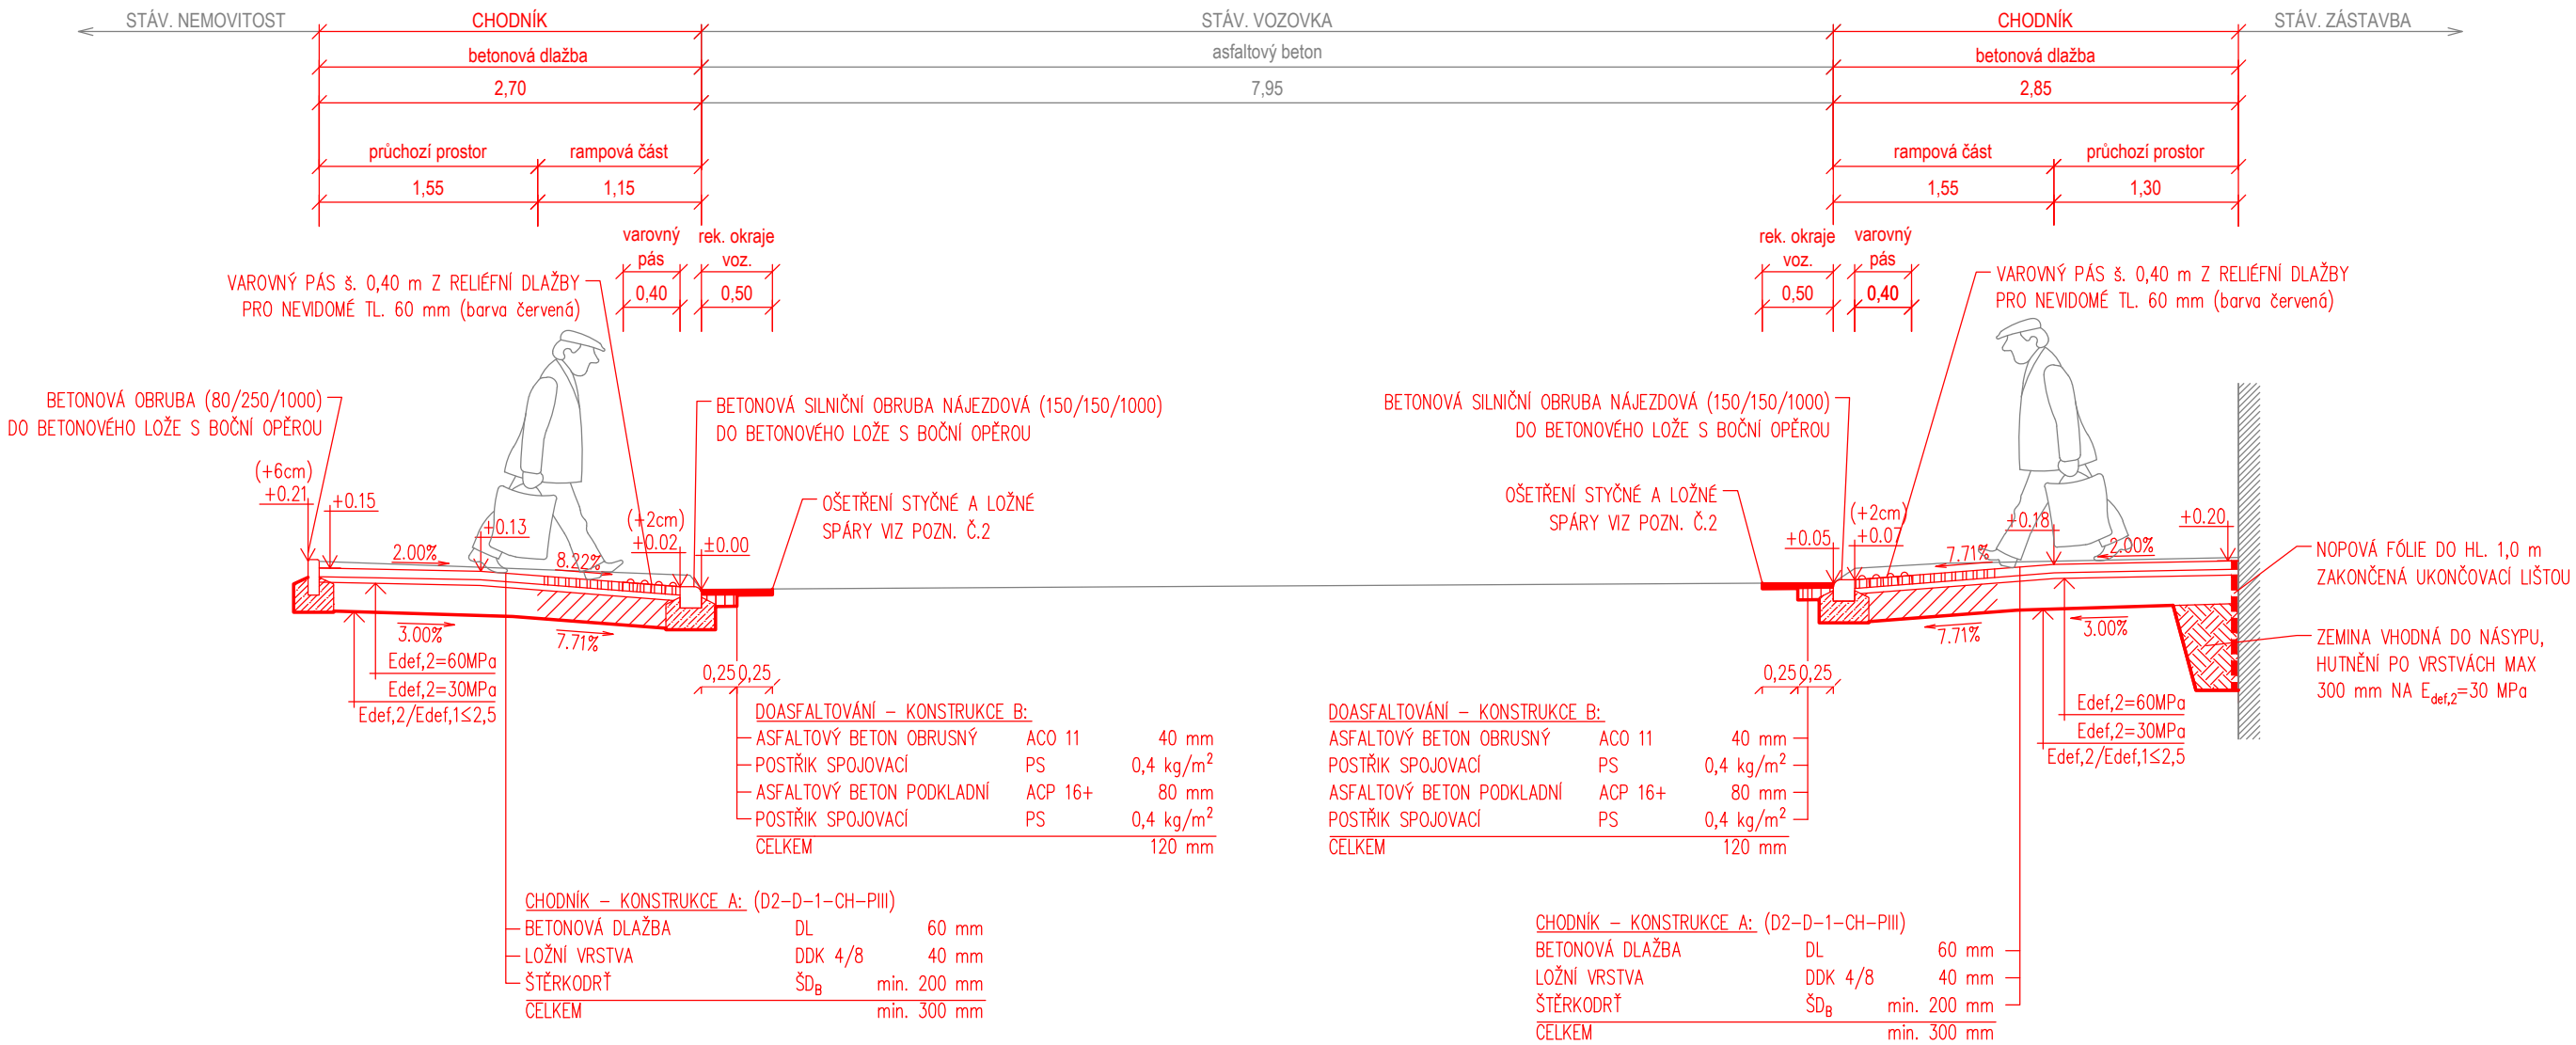 STÁV. NEMOVITOST
CHODNÍK
STÁV. VOZOVKA
CHODNÍK
STÁV. ZÁSTAVBA
betonová dlažba
asfaltový beton
betonová dlažba
2,70
7,95
2,85
průchozí prostor
rampová část
rampová část
průchozí prostor
1,55
1,15
1,55
1,30
varovný
pás
0,40
rek. okraje
voz.
0,50
rek. okraje
voz.
0,50
varovný
pás
0,40
VAROVNÝ PÁS š. 0,40 m Z RELIÉFNÍ DLAŽBY
PRO NEVIDOMÉ TL. 60 mm (barva červená)
VAROVNÝ PÁS š. 0,40 m Z RELIÉFNÍ DLAŽBY
PRO NEVIDOMÉ TL. 60 mm (barva červená)
BETONOVÁ OBRUBA (80/250/1000)
DO BETONOVÉHO LOŽE S BOČNÍ OPĚROU
BETONOVÁ SILNIČNÍ OBRUBA NÁJEZDOVÁ (150/150/1000)
DO BETONOVÉHO LOŽE S BOČNÍ OPĚROU
BETONOVÁ SILNIČNÍ OBRUBA NÁJEZDOVÁ (150/150/1000)
DO BETONOVÉHO LOŽE S BOČNÍ OPĚROU
(+6cm)
+0.21
+0.15
+0.13
(+2cm)
+0.02
±0.00
OŠETŘENÍ STYČNÉ A LOŽNÉ
SPÁRY VIZ POZN. Č.2
OŠETŘENÍ STYČNÉ A LOŽNÉ
SPÁRY VIZ POZN. Č.2
+0.05
(+2cm)
+0.07
+0.18
+0.20
2.00%
8.22%
7.71%
2.00%
3.00%
7.71%
7.71%
3.00%
NOPOVÁ FÓLIE DO HL. 1,0 m
ZAKONČENÁ UKONČOVACÍ LIŠTOU
ZEMINA VHODNÁ DO NÁSYPU,
HUTNĚNÍ PO VRSTVÁCH MAX
300 mm NA Edef,2=30 MPa
Edef,2=60MPa
Edef,2=30MPa
Edef,2/Edef,1≤2,5
0,25 0,25
0,25 0,25
Edef,2=60MPa
Edef,2=30MPa
Edef,2/Edef,1≤2,5
DOASFALTOVÁNÍ – KONSTRUKCE B:
ASFALTOVÝ BETON OBRUSNÝ ACO 11 40 mm
POSTŘIK SPOJOVACÍ PS 0,4 kg/m²
ASFALTOVÝ BETON PODKLADNÍ ACP 16+ 80 mm
POSTŘIK SPOJOVACÍ PS 0,4 kg/m²
CELKEM 120 mm
DOASFALTOVÁNÍ – KONSTRUKCE B:
ASFALTOVÝ BETON OBRUSNÝ ACO 11 40 mm
POSTŘIK SPOJOVACÍ PS 0,4 kg/m²
ASFALTOVÝ BETON PODKLADNÍ ACP 16+ 80 mm
POSTŘIK SPOJOVACÍ PS 0,4 kg/m²
CELKEM 120 mm
CHODNÍK – KONSTRUKCE A: (D2–D–1–CH–PIII)
BETONOVÁ DLAŽBA DL 60 mm
LOŽNÍ VRSTVA DDK 4/8 40 mm
ŠTĚRKODRŤ ŠDB min. 200 mm
CELKEM min. 300 mm
CHODNÍK – KONSTRUKCE A: (D2–D–1–CH–PIII)
BETONOVÁ DLAŽBA DL 60 mm
LOŽNÍ VRSTVA DDK 4/8 40 mm
ŠTĚRKODRŤ ŠDB min. 200 mm
CELKEM min. 300 mm